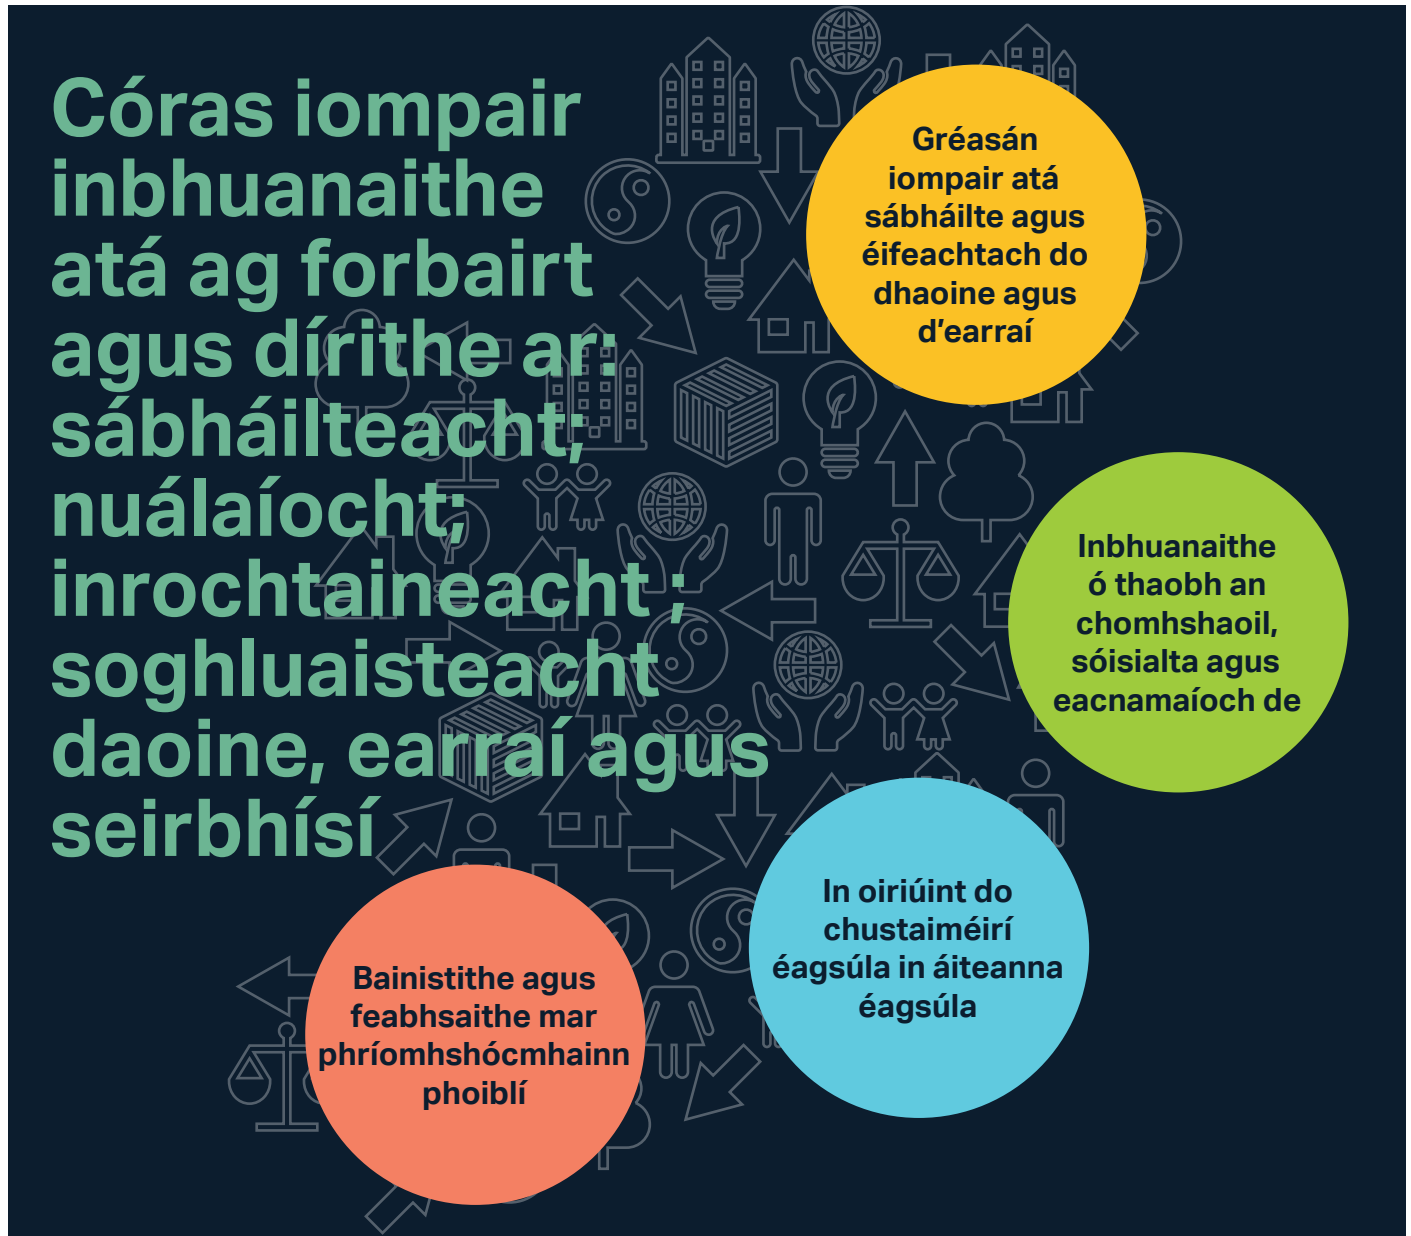 Córas iompair
inbhuanaithe
atá ag forbairt
agus dírithe ar:
sábháilteacht;
nuálaíocht;
inrochtaineacht ;
soghluaisteacht
daoine, earraí agus
seirbhísí
Gréasán
iompair atá
sábháilte agus
éifeachtach do
dhaoine agus
d’earraí
Inbhuanaithe
ó thaobh an
chomhshaoil,
sóisialta agus
eacnamaíoch de
In oiriúint do
chustaiméirí
éagsúla in áiteanna
éagsúla
Bainistithe agus
feabhsaithe mar
phríomhshócmhainn
phoiblí